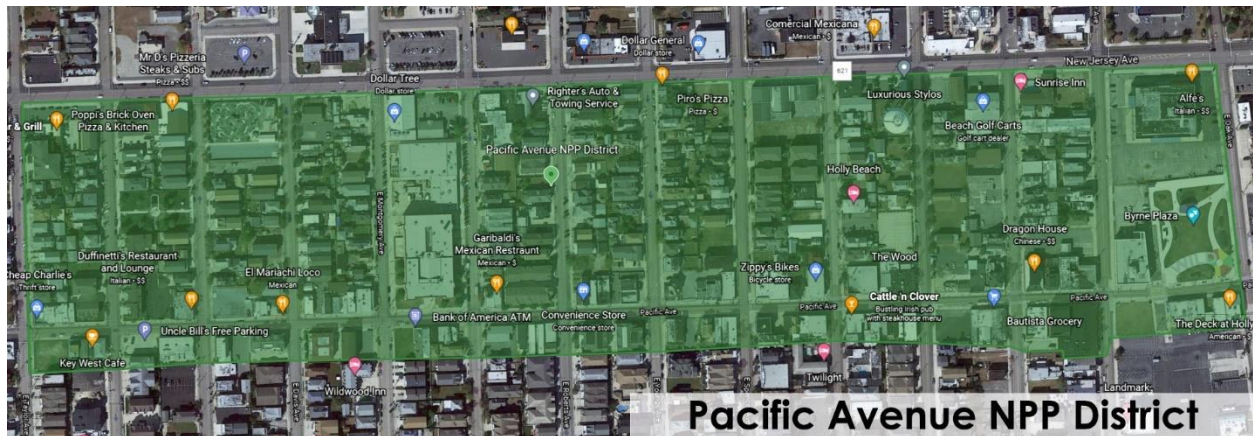 Comercial Mexicana
Mexican - $
Mr D's Pizzeria
Steaks & Subs
Pizza - $$
Dollar General
Dollar store
New Jersey Ave
621
Dollar Tree
Dollar store
Righter's Auto &
Towing Service
Piro's Pizza
Pizza - $
Luxurious Stylos
Sunrise Inn
Alfe's
Italian - $$
r & Grill
Poppi's Brick Oven
Pizza & Kitchen
Beach Golf Carts
Golf cart dealer
E Oak Ave
Pacific Avenue NPP District
Holly Beach
E Montgomery Ave
Byrne Plaza
Garibaldi's
Mexican Restraunt
Mexican - $
Dragon House
Chinese - $$
Duffinetti's Restaurant
and Lounge
Italian - $$
El Mariachi Loco
Mexican
Zippy's Bikes
Bicycle store
The Wood
Cheap Charlie's
Thrift store
Cattle 'n Clover
Bustling Irish pub
with steakhouse menu
Pacific Ave
Pacific Ave
Pa
Uncle Bill's Free Parking
Bank of America ATM
Convenience Store
Convenience store
Bautista Grocery
The Deck at Holly
American - $
Key West Cafe
Wildwood Inn
Twilight
Landmark
Pacific Avenue NPP District